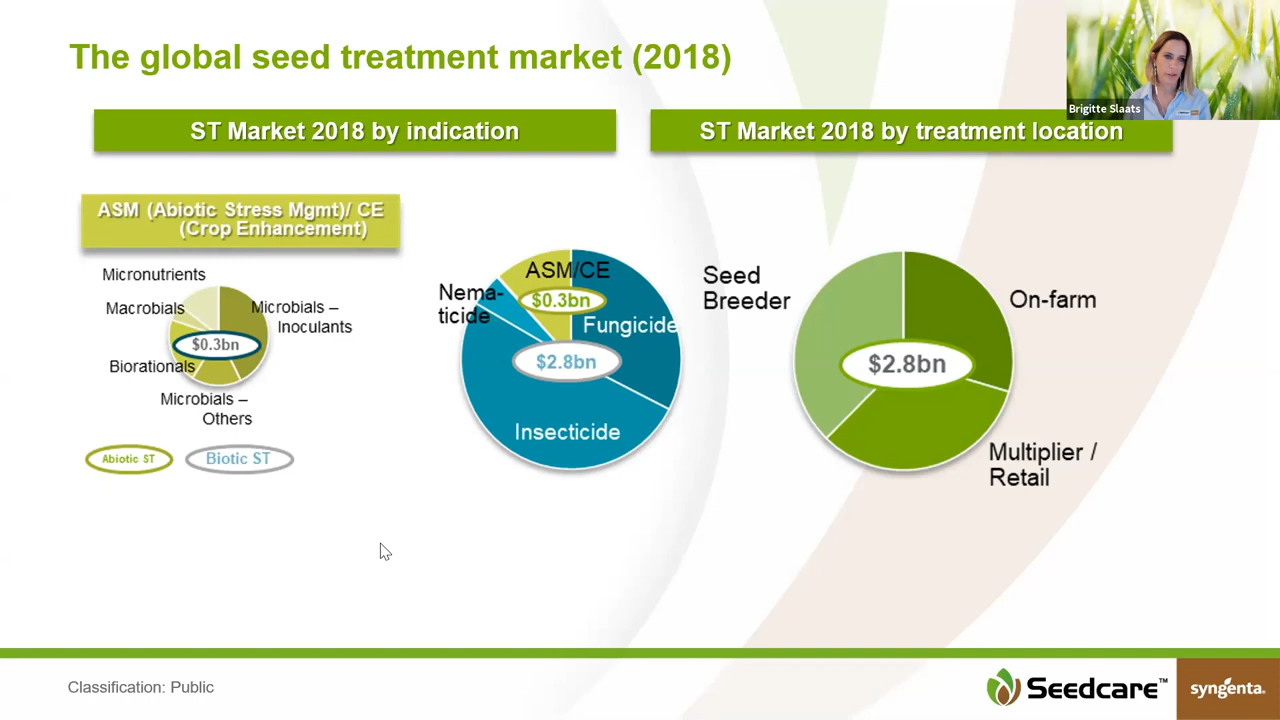 The global seed treatment market (2018)
Brigitte Slaats
ST Market 2018 by indication
ST Market 2018 by treatment location
ASM (Abiotic Stress Mgmt)/ CE
(Crop Enhancement)
Micronutrients
Macrobials
Microbials –
Inoculants
$0.3bn
Biorationals
Microbials –
Others
Abiotic ST
Biotic ST
ASM/CE
$0.3bn
Nema-
ticide
Fungicide
$2.8bn
Insecticide
Seed
Breeder
On-farm
$2.8bn
Multiplier /
Retail
Classification: Public
Seedcare™
syngenta.